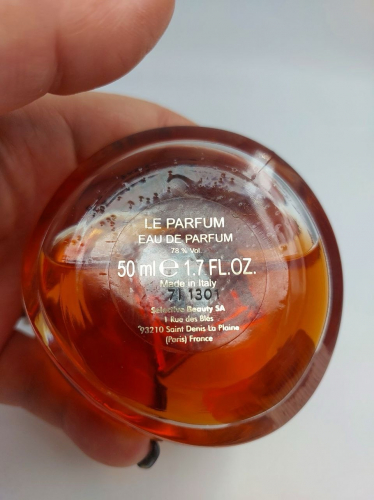 LE PARFUM
EAU DE PARFUM
78 % Vol
50 ml ℮ 1.7 FL.OZ.
Made in Italy
71 1301
Selective Beauty SA
1 Rue des Blés
93210 Saint Denis La Plaine
(Paris) France